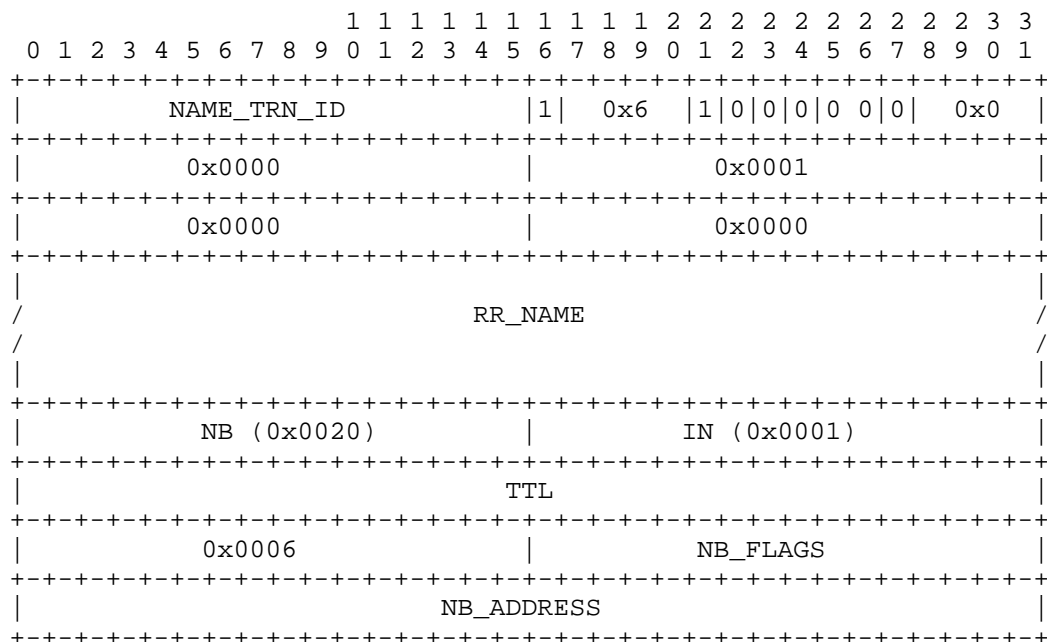 1 1 1 1 1 1 1 1 1 1 2 2 2 2 2 2 2 2 2 2 3 3
 0 1 2 3 4 5 6 7 8 9 0 1 2 3 4 5 6 7 8 9 0 1 2 3 4 5 6 7 8 9 0 1
+-+-+-+-+-+-+-+-+-+-+-+-+-+-+-+-+-+-+-+-+-+-+-+-+-+-+-+-+-+-+-+-+
|         NAME_TRN_ID           |1|  0x6  |1|0|0|0|0 0|0|  0x0  |
+-+-+-+-+-+-+-+-+-+-+-+-+-+-+-+-+-+-+-+-+-+-+-+-+-+-+-+-+-+-+-+-+
|          0x0000               |           0x0001              |
+-+-+-+-+-+-+-+-+-+-+-+-+-+-+-+-+-+-+-+-+-+-+-+-+-+-+-+-+-+-+-+-+
|          0x0000               |           0x0000              |
+-+-+-+-+-+-+-+-+-+-+-+-+-+-+-+-+-+-+-+-+-+-+-+-+-+-+-+-+-+-+-+-+
|                                                               |
/                            RR_NAME                            /
/                                                               /
|                                                               |
+-+-+-+-+-+-+-+-+-+-+-+-+-+-+-+-+-+-+-+-+-+-+-+-+-+-+-+-+-+-+-+-+
|           NB (0x0020)         |         IN (0x0001)           |
+-+-+-+-+-+-+-+-+-+-+-+-+-+-+-+-+-+-+-+-+-+-+-+-+-+-+-+-+-+-+-+-+
|                              TTL                              |
+-+-+-+-+-+-+-+-+-+-+-+-+-+-+-+-+-+-+-+-+-+-+-+-+-+-+-+-+-+-+-+-+
|           0x0006              |          NB_FLAGS             |
+-+-+-+-+-+-+-+-+-+-+-+-+-+-+-+-+-+-+-+-+-+-+-+-+-+-+-+-+-+-+-+-+
|                          NB_ADDRESS                           |
+-+-+-+-+-+-+-+-+-+-+-+-+-+-+-+-+-+-+-+-+-+-+-+-+-+-+-+-+-+-+-+-+